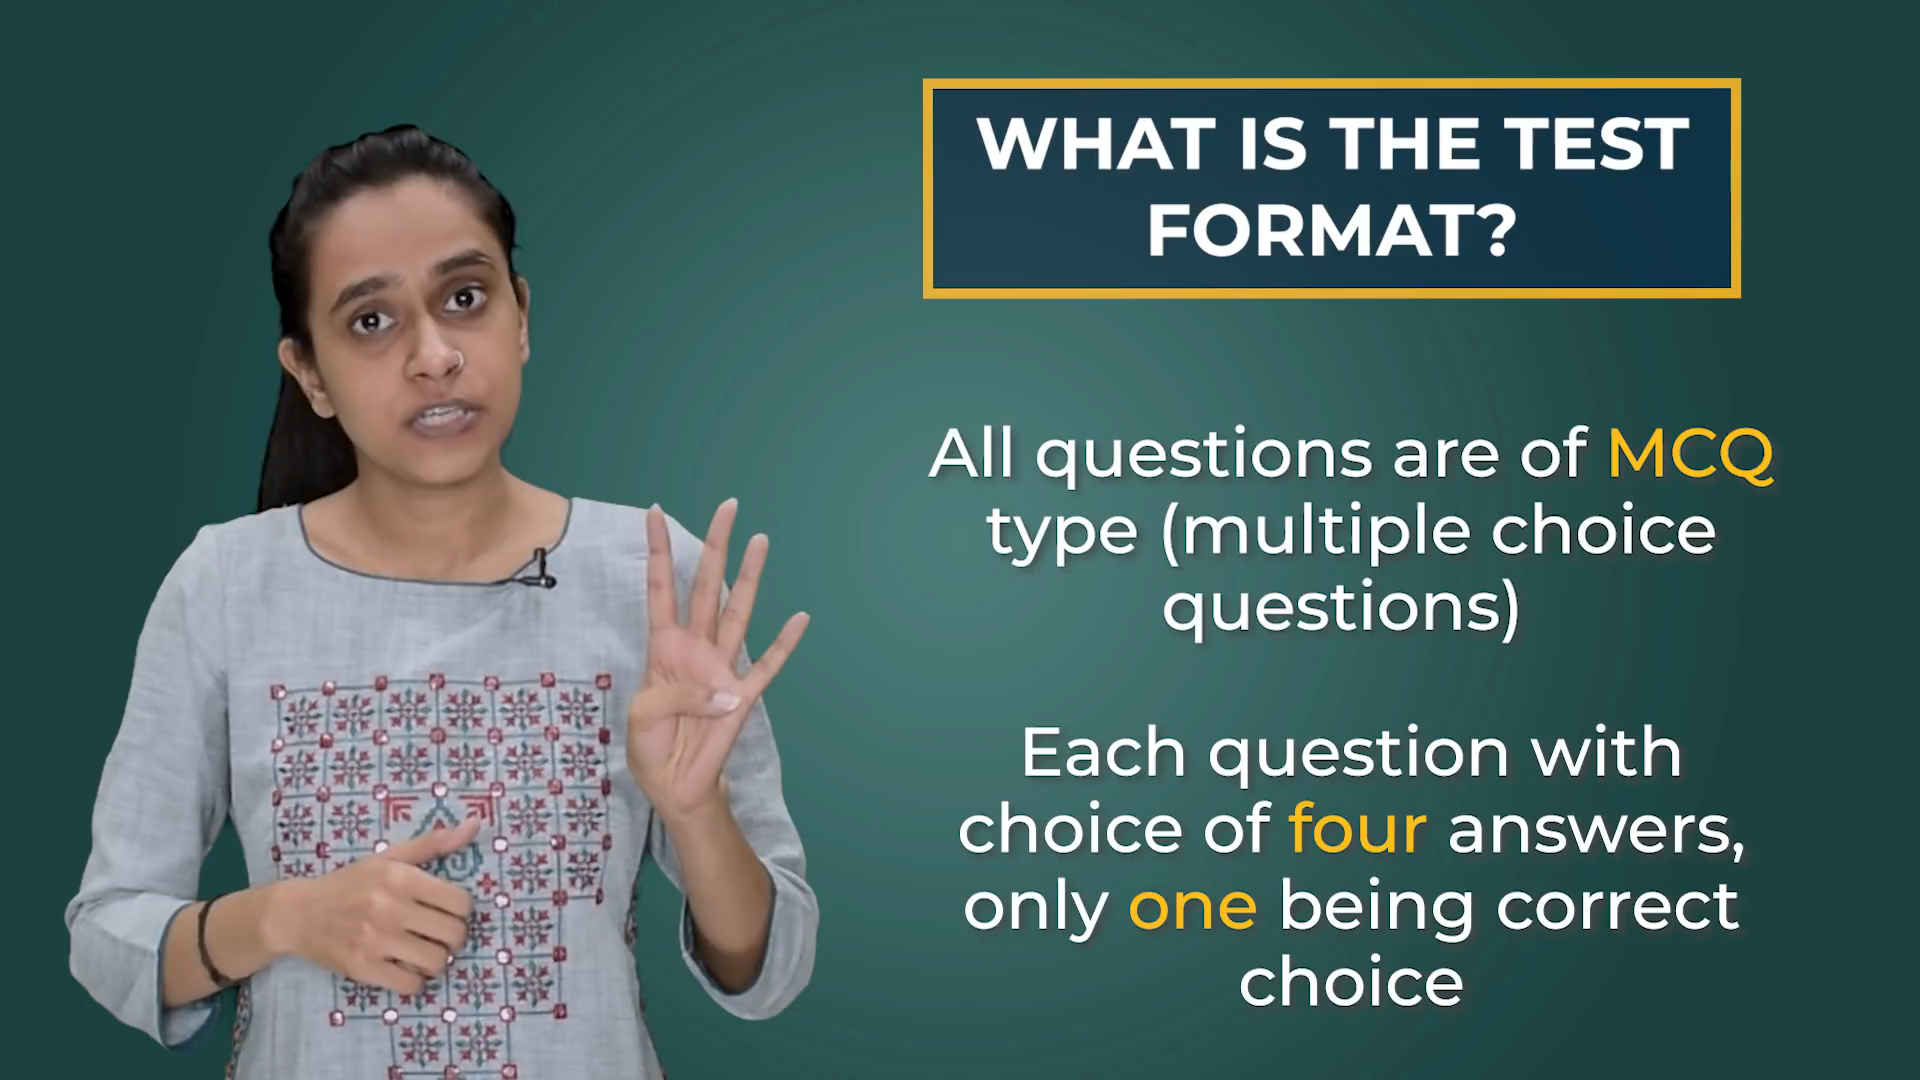 WHAT IS THE TEST
FORMAT?
All questions are of MCQ
type (multiple choice
questions)
Each question with
choice of four answers,
only one being correct
choice